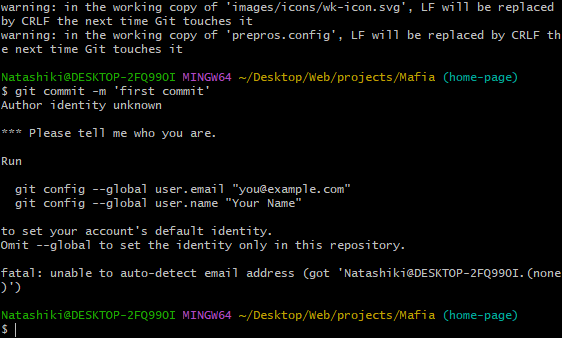 warning: in the working copy of 'images/icons/wk-icon.svg', LF will be replaced
by CRLF the next time Git touches it
warning: in the working copy of 'prepros.config', LF will be replaced by CRLF th
e next time Git touches it
Natashiki@DESKTOP-2FQ99OI MINGW64 ~/Desktop/Web/projects/Mafia (home-page)
$ git commit -m 'first commit'
Author identity unknown
*** Please tell me who you are.
Run
git config --global user.email "you@example.com"
git config --global user.name "Your Name"
to set your account's default identity.
Omit --global to set the identity only in this repository.
fatal: unable to auto-detect email address (got 'Natashiki@DESKTOP-2FQ99OI.(none
)')
Natashiki@DESKTOP-2FQ99OI MINGW64 ~/Desktop/Web/projects/Mafia (home-page)
$